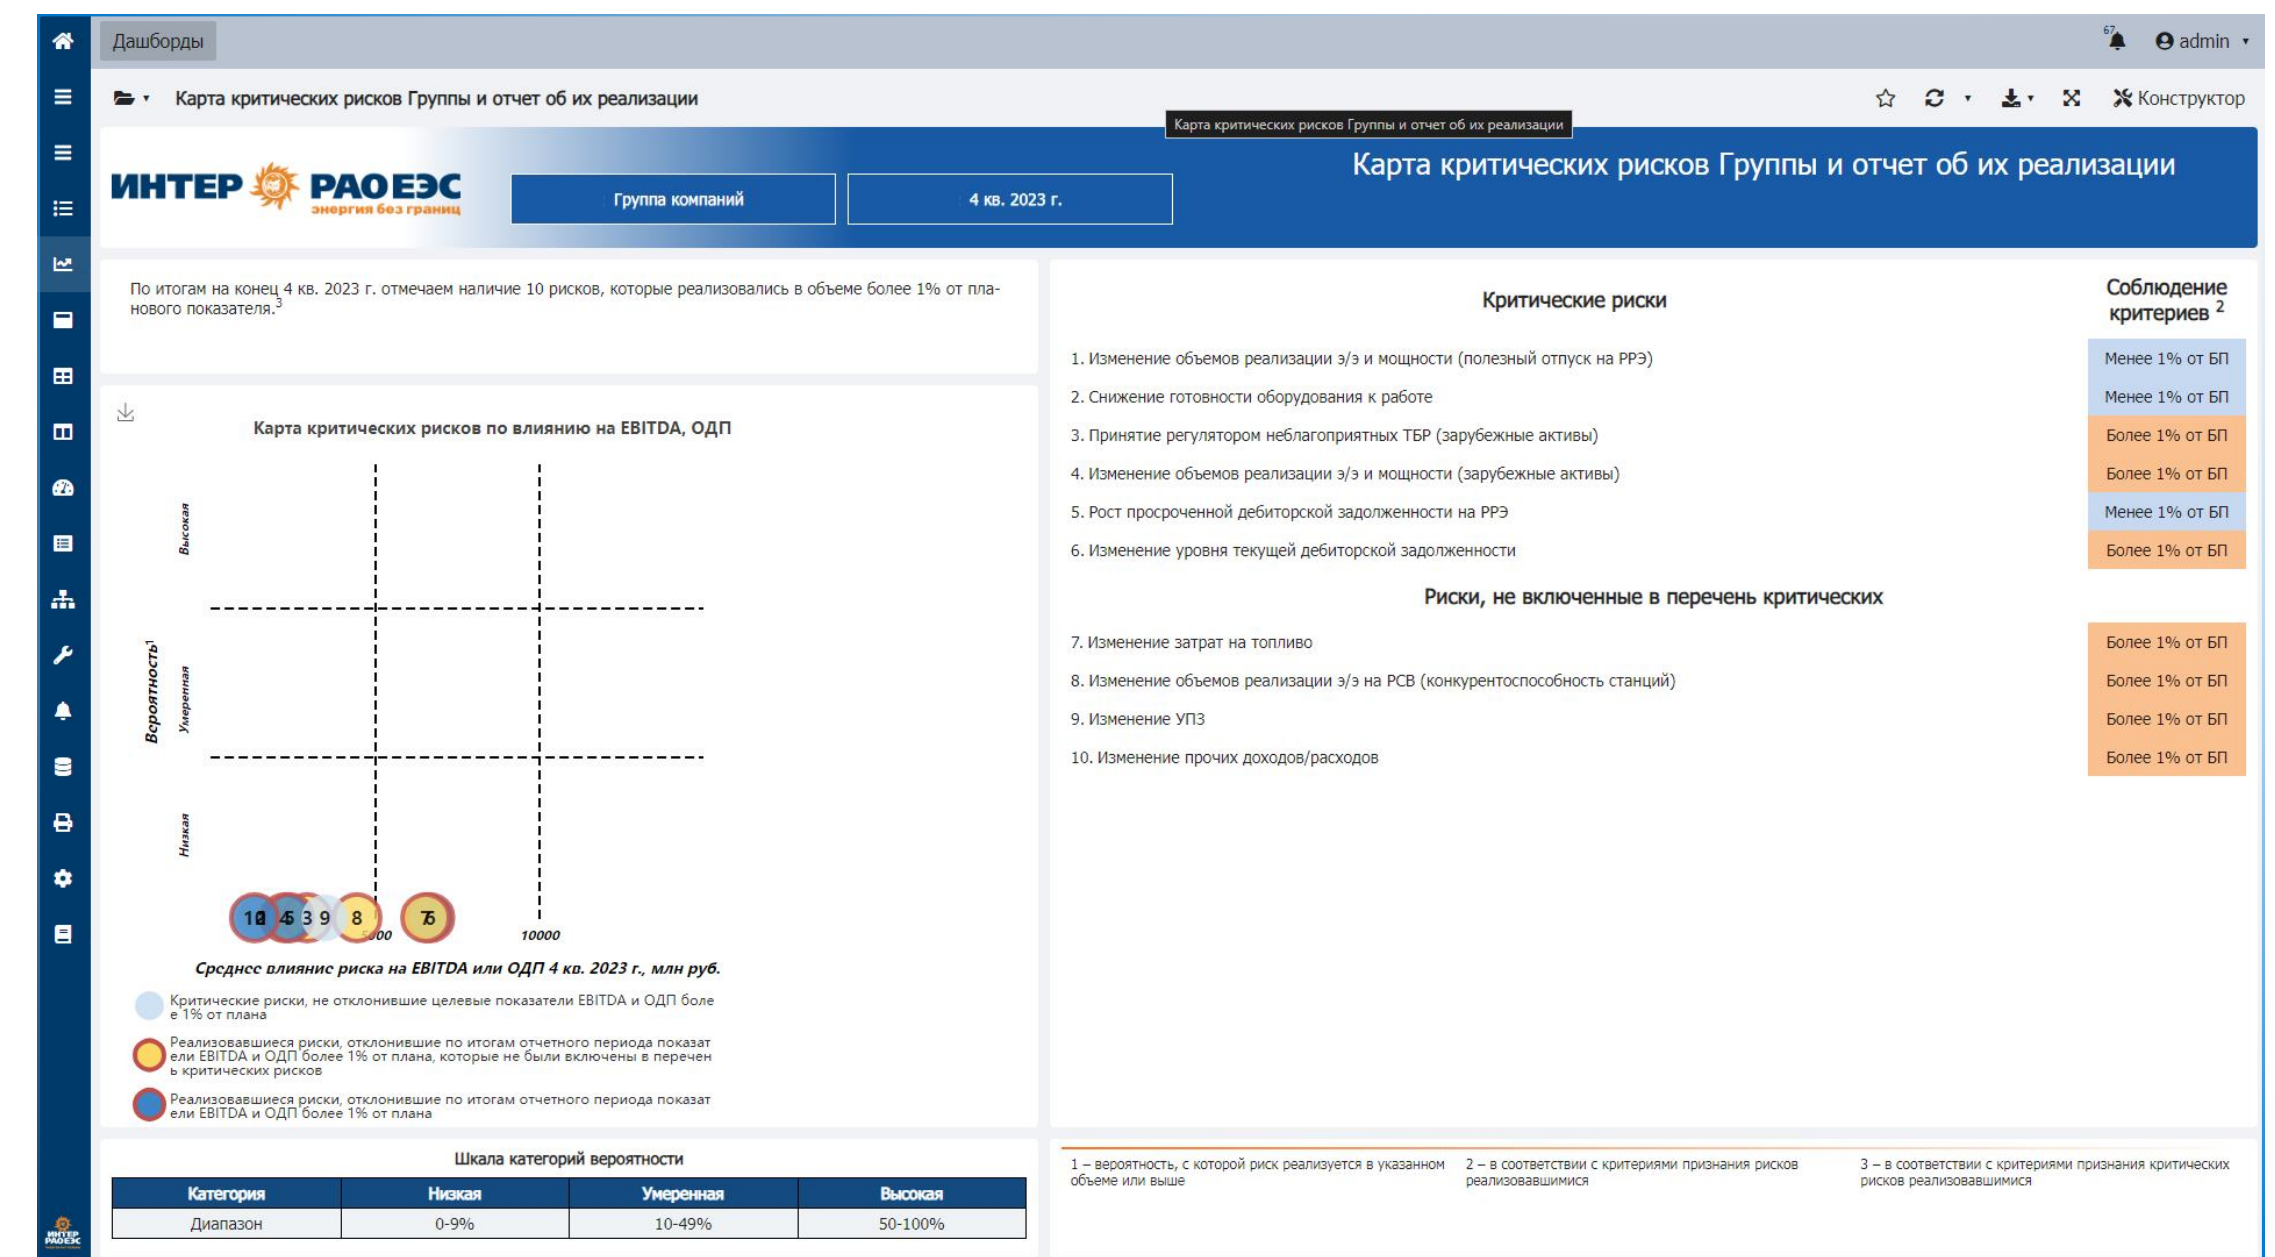 Дашборды
67
admin
Карта критических рисков Группы и отчет об их реализации
Конструктор
Карта критических рисков Группы и отчет об их реализации
ИНТЕР РАО ЕЭС
энергия без границ
Группа компаний
4 кв. 2023 г.
Карта критических рисков Группы и отчет об их реализации
По итогам на конец 4 кв. 2023 г. отмечаем наличие 10 рисков, которые реализовались в объеме более 1% от пла-
нового показателя.3
Карта критических рисков по влиянию на EBITDA, ОДП
Вероятность1
Высокая
Умеренная
Низкая
10 4 5 3 9 8 7
5000 10000
Среднее влияние риска на EBITDA или ОДП 4 кв. 2023 г., млн руб.
Критические риски, не отклонившие целевые показатели EBITDA и ОДП боле
е 1% от плана
Реализовавшиеся риски, отклонившие по итогам отчетного периода показат
ели EBITDA и ОДП более 1% от плана, которые не были включены в перечен
ь критических рисков
Реализовавшиеся риски, отклонившие по итогам отчетного периода показат
ели EBITDA и ОДП более 1% от плана
Критические риски
Соблюдение
критериев 2
1. Изменение объемов реализации э/э и мощности (полезный отпуск на РРЭ) Менее 1% от БП
2. Снижение готовности оборудования к работе Менее 1% от БП
3. Принятие регулятором неблагоприятных ТБР (зарубежные активы) Более 1% от БП
4. Изменение объемов реализации э/э и мощности (зарубежные активы) Более 1% от БП
5. Рост просроченной дебиторской задолженности на РРЭ Менее 1% от БП
6. Изменение уровня текущей дебиторской задолженности Более 1% от БП
Риски, не включенные в перечень критических
7. Изменение затрат на топливо Более 1% от БП
8. Изменение объемов реализации э/э на РСВ (конкурентоспособность станций) Более 1% от БП
9. Изменение УПЗ Более 1% от БП
10. Изменение прочих доходов/расходов Более 1% от БП
Шкала категорий вероятности
Категория Низкая Умеренная Высокая
Диапазон 0-9% 10-49% 50-100%
1 – вероятность, с которой риск реализуется в указанном
объеме или выше
2 – в соответствии с критериями признания рисков
реализовавшимися
3 – в соответствии с критериями признания критических
рисков реализовавшимися
ИНТЕР
РАО ЕЭС